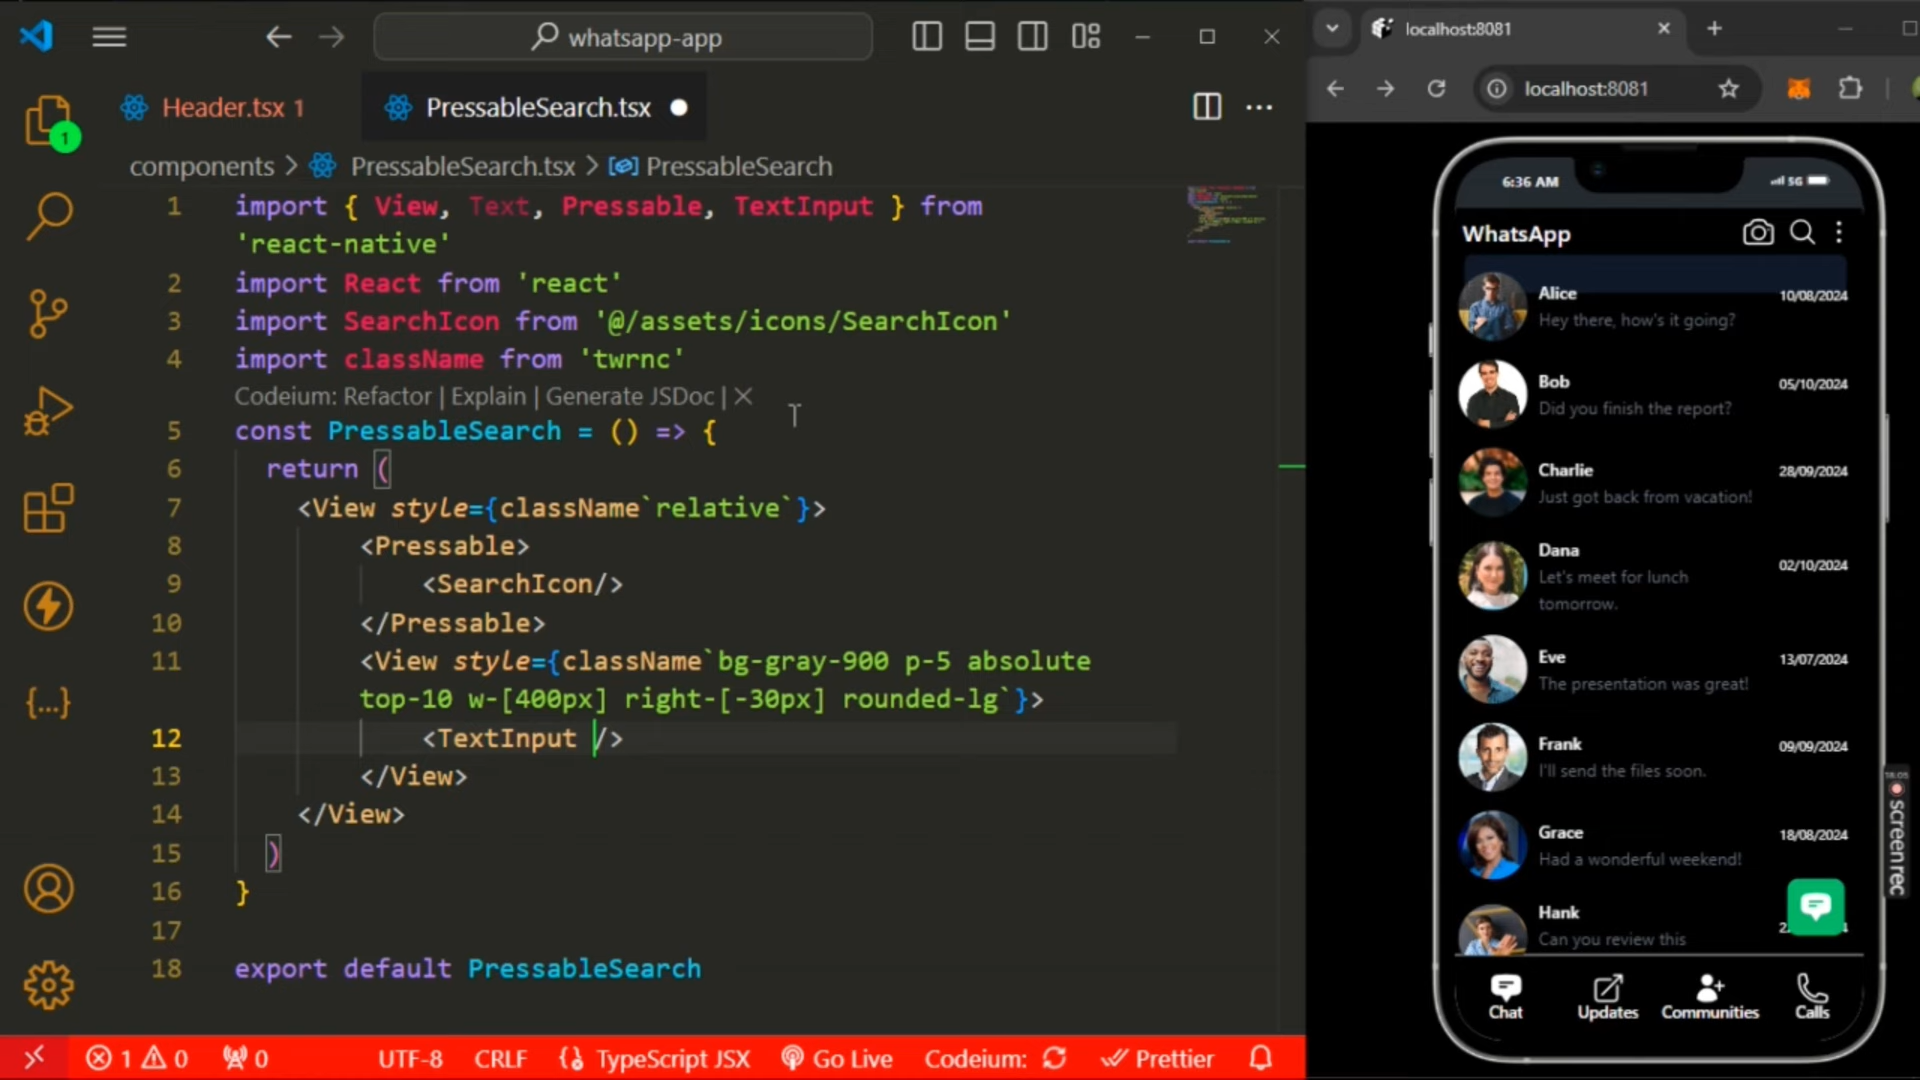 whatsapp-app
Header.tsx 1
PressableSearch.tsx
components > PressableSearch.tsx > PressableSearch
1 import { View, Text, Pressable, TextInput } from
'react-native'
2 import React from 'react'
3 import SearchIcon from '@/assets/icons/SearchIcon'
4 import className from 'twrnc'
Codeium: Refactor | Explain | Generate JSDoc | X
5 const PressableSearch = () => {
6 return (
7 <View style={className`relative`}>
8 <Pressable>
9 <SearchIcon/>
10 </Pressable>
11 <View style={className`bg-gray-900 p-5 absolute
top-10 w-[400px] right-[-30px] rounded-lg`}>
12 <TextInput />
13 </View>
14 </View>
15 )
16 }
17
18 export default PressableSearch
1
1 0 0 UTF-8 CRLF {} TypeScript JSX Go Live Codeium: Prettier
localhost:8081
localhost:8081
6:36 AM 5G
WhatsApp
Alice 10/08/2024
Hey there, how's it going?
Bob 05/10/2024
Did you finish the report?
Charlie 28/09/2024
Just got back from vacation!
Dana 02/10/2024
Let's meet for lunch
tomorrow.
Eve 13/07/2024
The presentation was great!
Frank 09/09/2024
I'll send the files soon.
Grace 18/08/2024
Had a wonderful weekend!
Hank
Can you review this
Chat Updates Communities Calls
screenrec